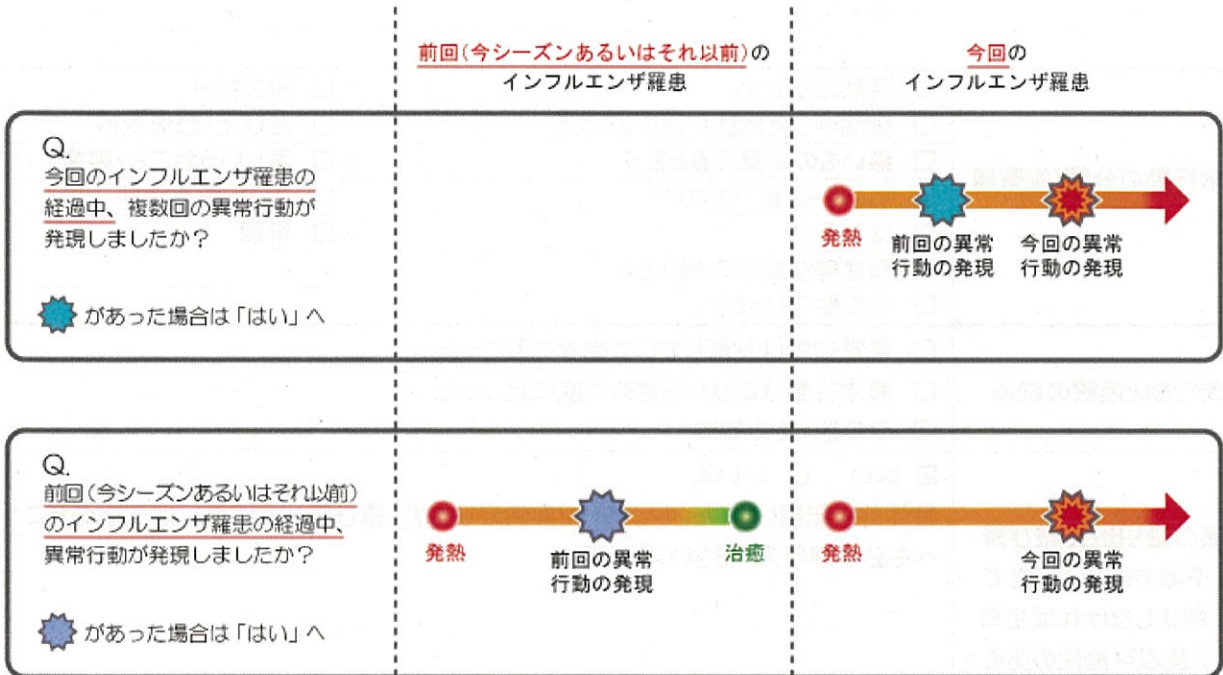 前回(今シーズンあるいはそれ以前)の
インフルエンザ罹患
今回の
インフルエンザ罹患
Q.
今回のインフルエンザ罹患の
経過中、複数回の異常行動が
発現しましたか?
があった場合は「はい」へ
発熱
前回の異常
行動の発現
今回の異常
行動の発現
Q.
前回(今シーズンあるいはそれ以前)
のインフルエンザ罹患の経過中、
異常行動が発現しましたか?
があった場合は「はい」へ
発熱
前回の異常
行動の発現
治癒
発熱
今回の異常
行動の発現